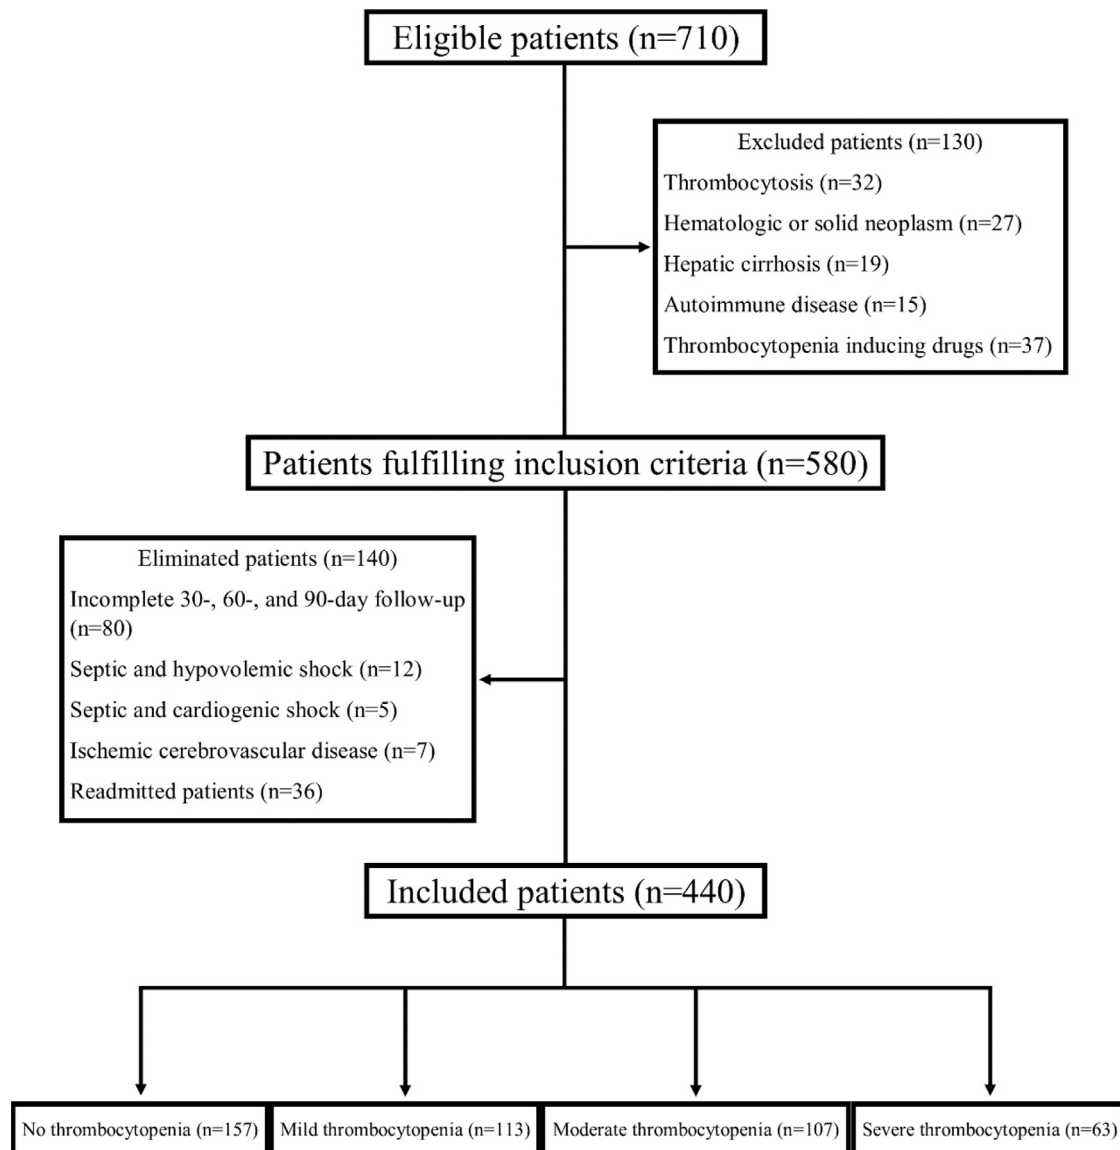 Eligible patients (n=710)
Excluded patients (n=130)
Thrombocytosis (n=32)
Hematologic or solid neoplasm (n=27)
Hepatic cirrhosis (n=19)
Autoimmune disease (n=15)
Thrombocytopenia inducing drugs (n=37)
Patients fulfilling inclusion criteria (n=580)
Eliminated patients (n=140)
Incomplete 30-, 60-, and 90-day follow-up
(n=80)
Septic and hypovolemic shock (n=12)
Septic and cardiogenic shock (n=5)
Ischemic cerebrovascular disease (n=7)
Readmitted patients (n=36)
Included patients (n=440)
No thrombocytopenia (n=157)
Mild thrombocytopenia (n=113)
Moderate thrombocytopenia (n=107)
Severe thrombocytopenia (n=63)